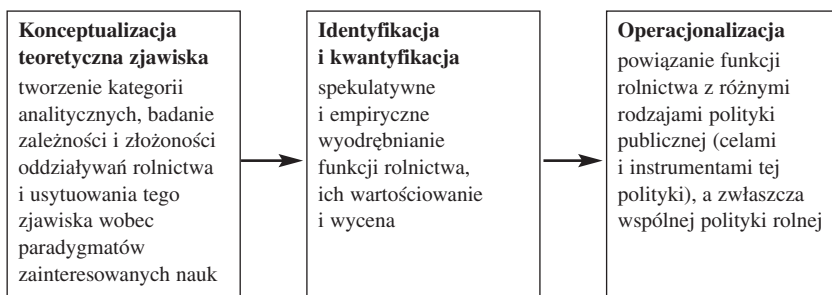 Konceptualizacja
teoretyczna zjawiska
tworzenie kategorii
analitycznych, badanie
zależności i złożoności
oddziaływań rolnictwa
i usytuowania tego
zjawiska wobec
paradygmatów
zainteresowanych nauk
Identyfikacja
i kwantyfikacja
spekulatywne
i empiryczne
wyodrębnianie
funkcji rolnictwa,
ich wartościowanie
i wycena
Operacjonalizacja
powiązanie funkcji
rolnictwa z różnymi
rodzajami polityki
publicznej (celami
i instrumentami tej
polityki), a zwłaszcza
wspólnej polityki rolnej